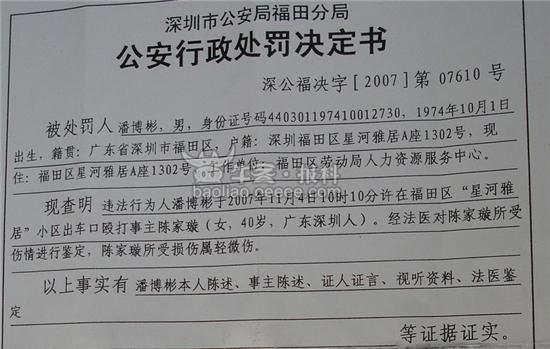 深圳市公安局福田分局
公安行政处罚决定书
深公福决字[2007]第 07610 号
被处罚人 潘博彬，男，身份证号码440301197410012730，1974年10月1日
出生，籍贯：广东省深圳市福田区，户籍：深圳福田区星河雅居A座1302号，现
住：福田区星河雅居A座1302号，工作单位：福田区劳动局人力资源服务中心。
奥一报料
baoliao.oeeee.com
现查明 违法行为人潘博彬于2007年11月4日10时10分许在福田区“星河雅
居”小区出车口殴打事主陈家璇（女，40岁，广东深圳人）。经法医对陈家璇所受
伤情进行鉴定，陈家璇所受损伤属轻微伤。
以上事实有 潘博彬本人陈述、事主陈述、证人证言、视听资料、法医鉴
定
等证据证实。